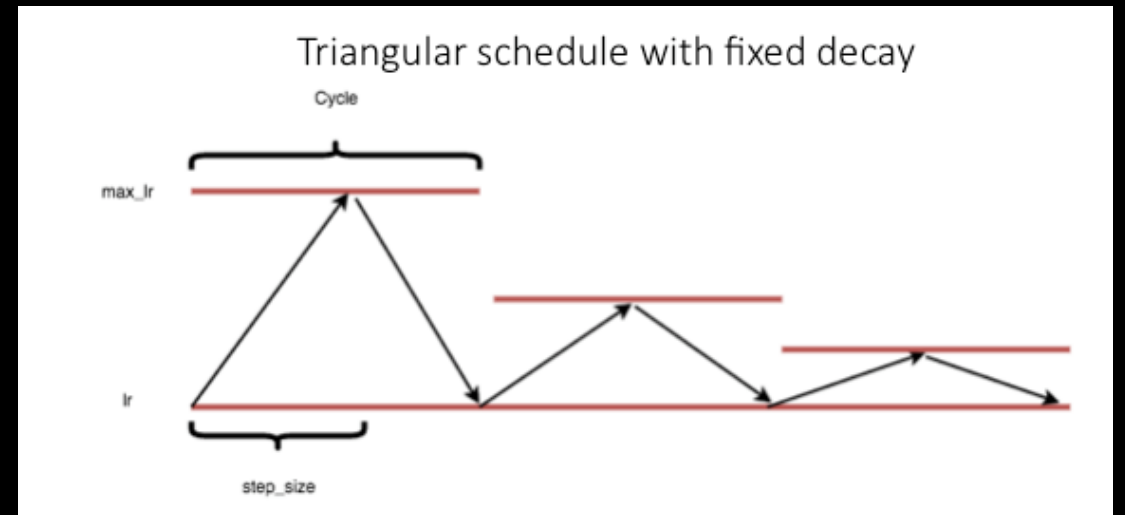 Triangular schedule with fixed decay
Cycle
max_lr
lr
step_size